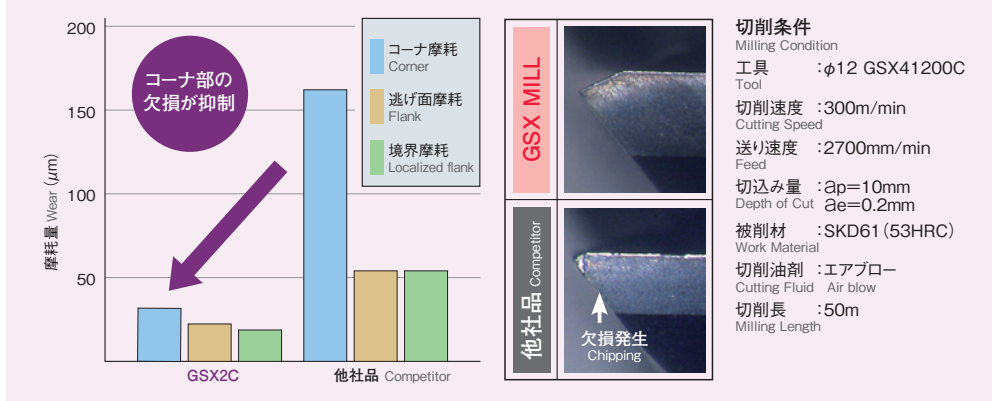 200
150
100
50
摩耗量 Wear (μm)
コーナ部の
欠損が抑制
コーナ摩耗
Corner
逃げ面摩耗
Flank
境界摩耗
Localized flank
GSX2C
他社品 Competitor
GSX MILL
他社品 Competitor
欠損発生
Chipping
切削条件
Milling Condition
工具 :φ12 GSX41200C
Tool
切削速度 :300m/min
Cutting Speed
送り速度 :2700mm/min
Feed
切込み量 :ap=10mm
Depth of Cut ae=0.2mm
被削材 :SKD61(53HRC)
Work Material
切削油剤 :エアブロー
Cutting Fluid Air blow
切削長 :50m
Milling Length